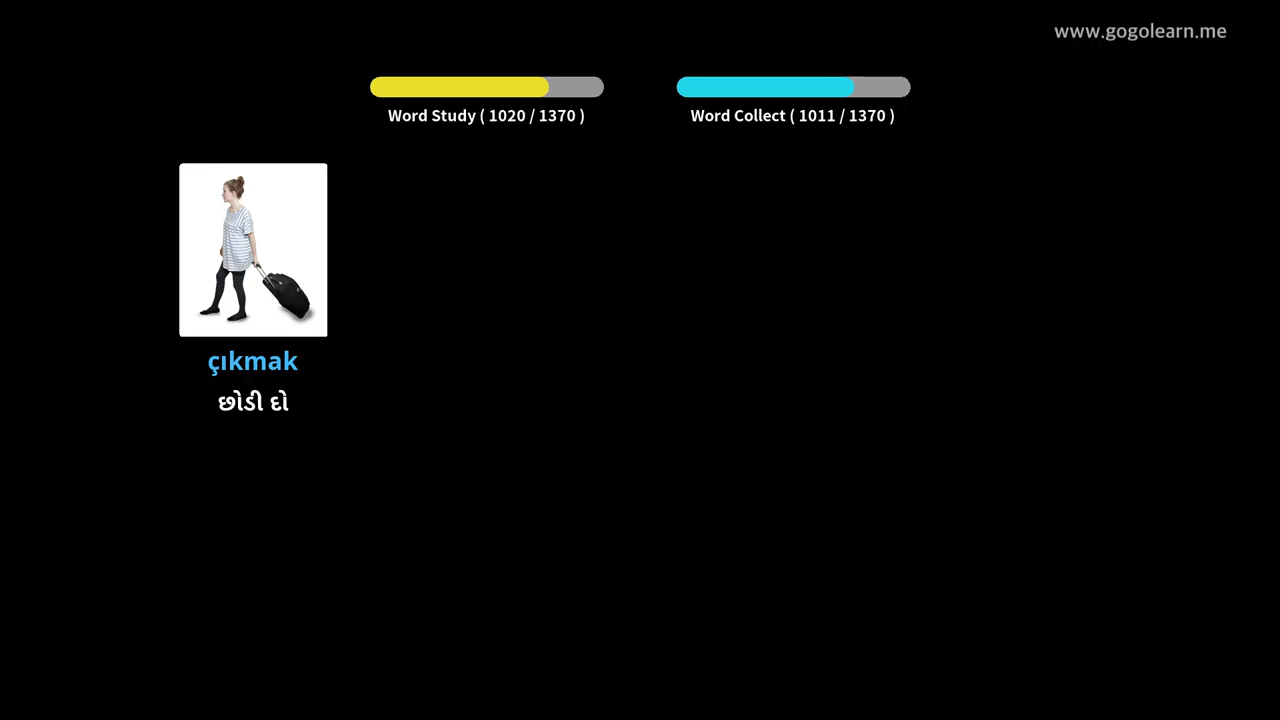 www.gogolearn.me
Word Study ( 1020 / 1370 )
Word Collect ( 1011 / 1370 )
çıkmak
છોડી દો